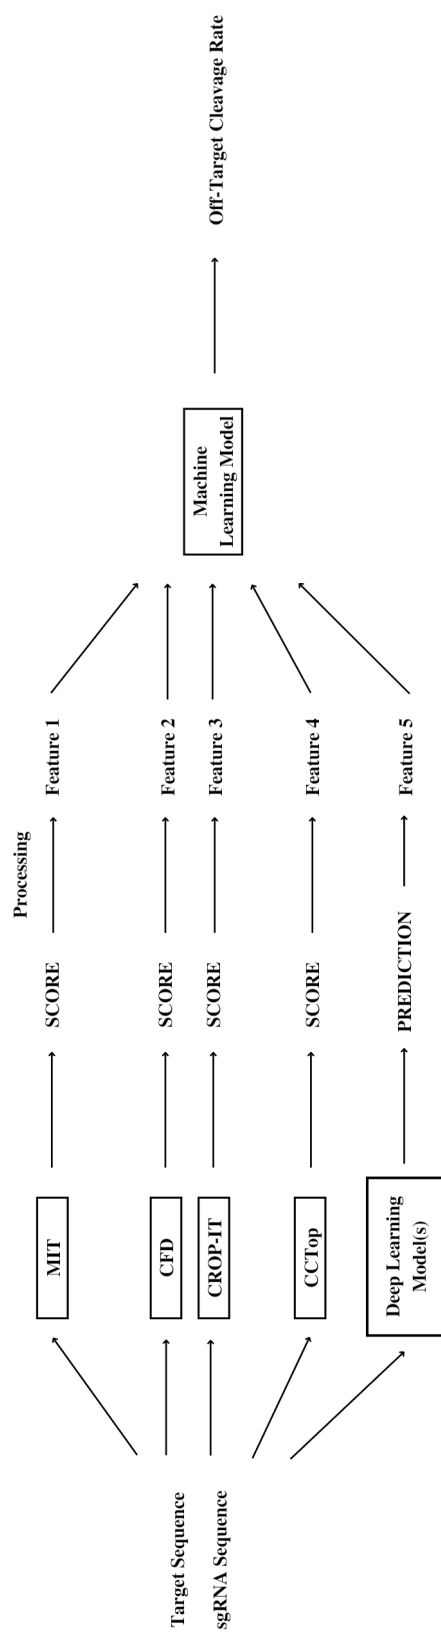 Target Sequence
sgRNA Sequence
MIT
CFD
CROP-IT
CCTop
Deep Learning
Model(s)
SCORE
SCORE
SCORE
SCORE
PREDICTION
Processing
Feature 1
Feature 2
Feature 3
Feature 4
Feature 5
Machine
Learning Model
Off-Target Cleavage Rate